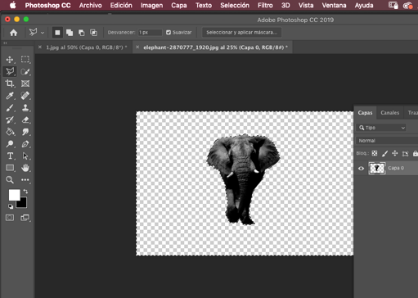 Photoshop CC Archivo Edición Imagen Capa Texto Selección Filtro 3D Vista Ventana Ayuda
Adobe Photoshop CC 2019
Desvanecer: 1 px Suavizar Seleccionar y aplicar máscara...
1.jpg al 50% (Capa 0, RGB/8*) * elephant-2870777_1920.jpg al 25% (Capa 0, RGB/8#) *
Capas Canales
Tipo
Normal
Capa 0